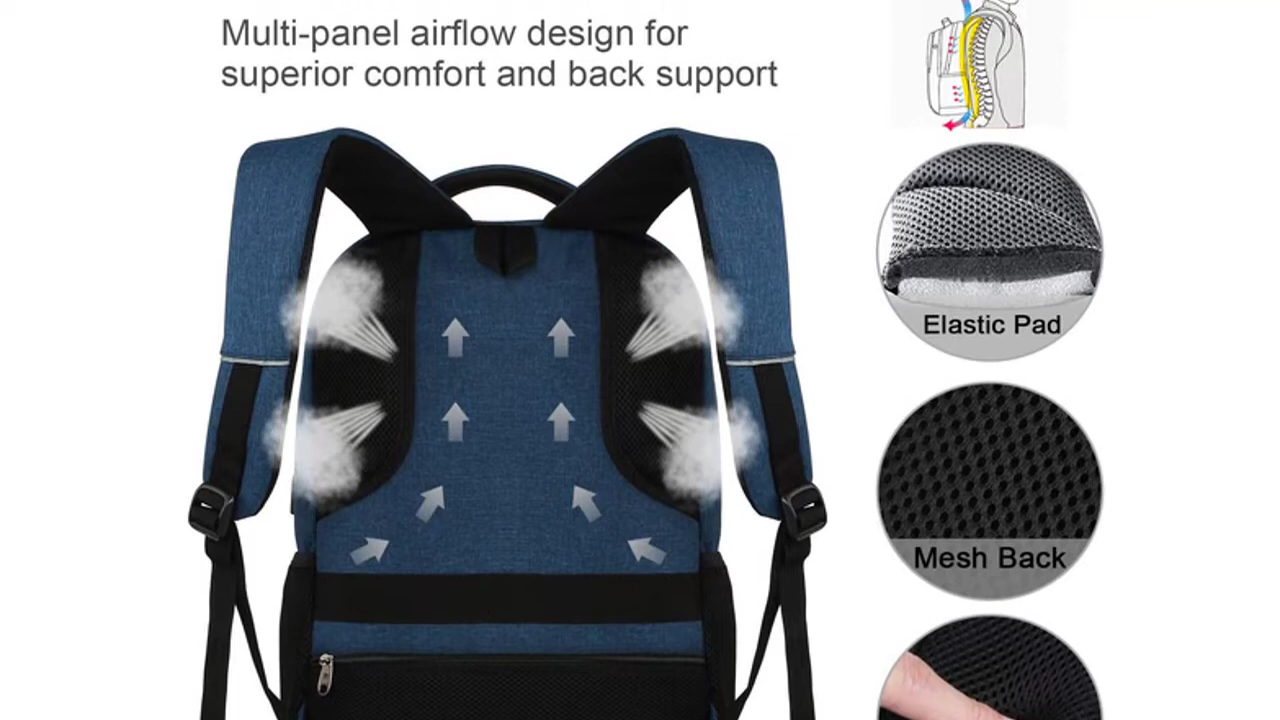 Multi-panel airflow design for
superior comfort and back support
Elastic Pad
Mesh Back